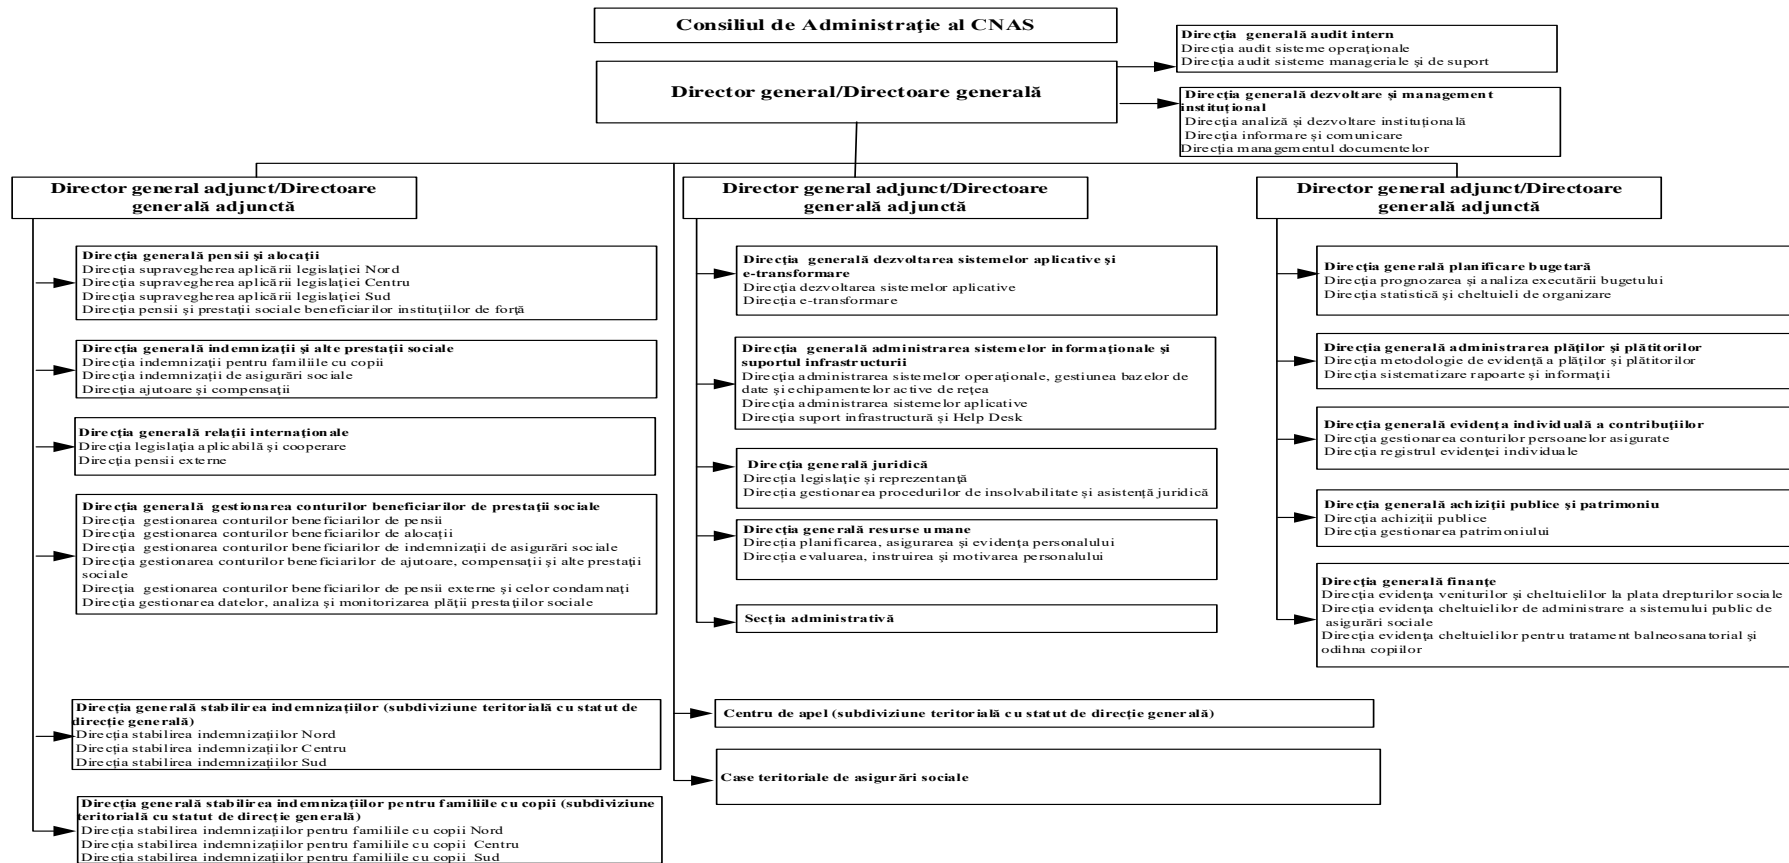 Consiliul de Administraţie al CNAS
Director general/Directoare generală
Direcţia generală audit intern
Direcţia audit sisteme operaţionale
Direcţia audit sisteme manageriale şi de suport
Direcţia generală dezvoltare şi management
instituţional
Direcţia analiză şi dezvoltare instituţională
Direcţia informare şi comunicare
Direcţia managementul documentelor
Director general adjunct/Directoare
generală adjunctă
Direcţia generală pensii şi alocaţii
Direcţia supravegherea aplicării legislaţiei Nord
Direcţia supravegherea aplicării legislaţiei Centru
Direcţia supravegherea aplicării legislaţiei Sud
Direcţia pensii şi prestaţii sociale beneficiarilor instituţiilor de forţă
Direcţia generală indemnizaţii şi alte prestaţii sociale
Direcţia indemnizaţii pentru familiile cu copii
Direcţia indemnizaţii de asigurări sociale
Direcţia ajutoare şi compensaţii
Direcţia generală relaţii internaţionale
Direcţia legislaţia aplicabilă şi cooperare
Direcţia pensii externe
Direcţia generală gestionarea conturilor beneficiarilor de prestaţii sociale
Direcţia gestionarea conturilor beneficiarilor de pensii
Direcţia gestionarea conturilor beneficiarilor de alocaţii
Direcţia gestionarea conturilor beneficiarilor de indemnizaţii de asigurări sociale
Direcţia gestionarea conturilor beneficiarilor de ajutoare, compensaţii şi alte prestaţii
sociale
Direcţia gestionarea conturilor beneficiarilor de pensii externe şi celor condamnaţi
Direcţia gestionarea datelor, analiza şi monitorizarea plăţii prestaţiilor sociale
Direcţia generală stabilirea indemnizaţiilor (subdiviziune teritorială cu statut de
direcţie generală)
Direcţia stabilirea indemnizaţiilor Nord
Direcţia stabilirea indemnizaţiilor Centru
Direcţia stabilirea indemnizaţiilor Sud
Direcţia generală stabilirea indemnizaţiilor pentru familiile cu copii (subdiviziune
teritorială cu statut de direcţie generală)
Direcţia stabilirea indemnizaţiilor pentru familiile cu copii Nord
Direcţia stabilirea indemnizaţiilor pentru familiile cu copii Centru
Direcţia stabilirea indemnizaţiilor pentru familiile cu copii Sud
Director general adjunct/Directoare
generală adjunctă
Direcţia generală dezvoltarea sistemelor aplicative şi
e-transformare
Direcţia dezvoltarea sistemelor aplicative
Direcţia e-transformare
Direcţia generală administrarea sistemelor informaţionale şi
suportul infrastructurii
Direcţia administrarea sistemelor operaţionale, gestiunea bazelor de
date şi echipamentelor active de reţea
Direcţia administrarea sistemelor aplicative
Direcţia suport infrastructură şi Help Desk
Direcţia generală juridică
Direcţia legislaţie şi reprezentanţă
Direcţia gestionarea procedurilor de insolvabilitate şi asistenţă juridică
Direcţia generală resurse umane
Direcţia planificarea, asigurarea şi evidenţa personalului
Direcţia evaluarea, instruirea şi motivarea personalului
Secţia administrativă
Centru de apel (subdiviziune teritorială cu statut de direcţie generală)
Case teritoriale de asigurări sociale
Director general adjunct/Directoare
generală adjunctă
Direcţia generală planificare bugetară
Direcţia prognozarea şi analiza executării bugetului
Direcţia statistică şi cheltuieli de organizare
Direcţia generală administrarea plăţilor şi plătitorilor
Direcţia metodologie de evidenţă a plăţilor şi plătitorilor
Direcţia sistematizare rapoarte şi informaţii
Direcţia generală evidenţa individuală a contribuţiilor
Direcţia gestionarea conturilor persoanelor asigurate
Direcţia registrul evidenţei individuale
Direcţia generală achiziţii publice şi patrimoniu
Direcţia achiziţii publice
Direcţia gestionarea patrimoniului
Direcţia generală finanţe
Direcţia evidenţa veniturilor şi cheltuielilor la plata drepturilor sociale
Direcţia evidenţa cheltuielilor de administrare a sistemului public de
asigurări sociale
Direcţia evidenţa cheltuielilor pentru tratament balneosanatorial şi
odihna copiilor